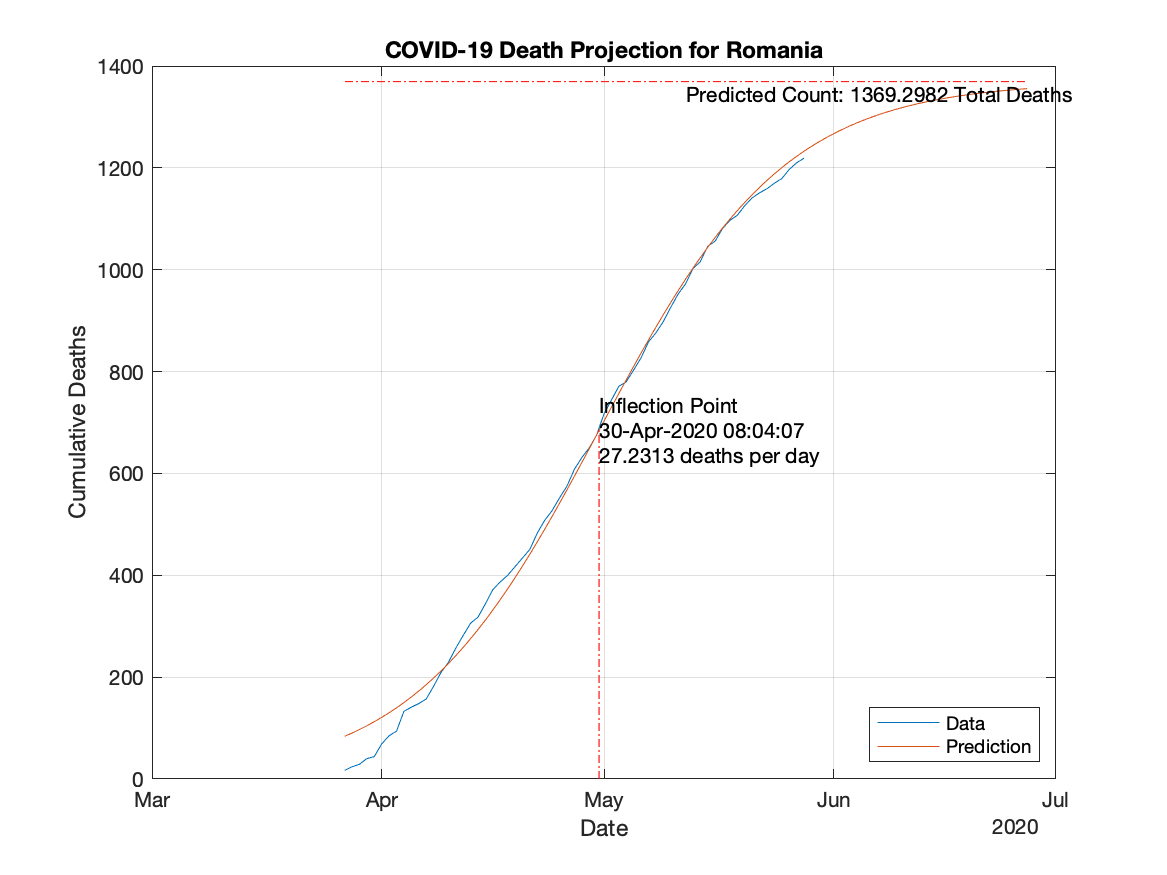 COVID-19 Death Projection for Romania
1400
Predicted Count: 1369.2982 Total Deaths
1200
1000
800
Inflection Point
30-Apr-2020 08:04:07
27.2313 deaths per day
600
400
200
0
Cumulative Deaths
Data
Prediction
Mar
Apr
May
Jun
Jul
Date
2020